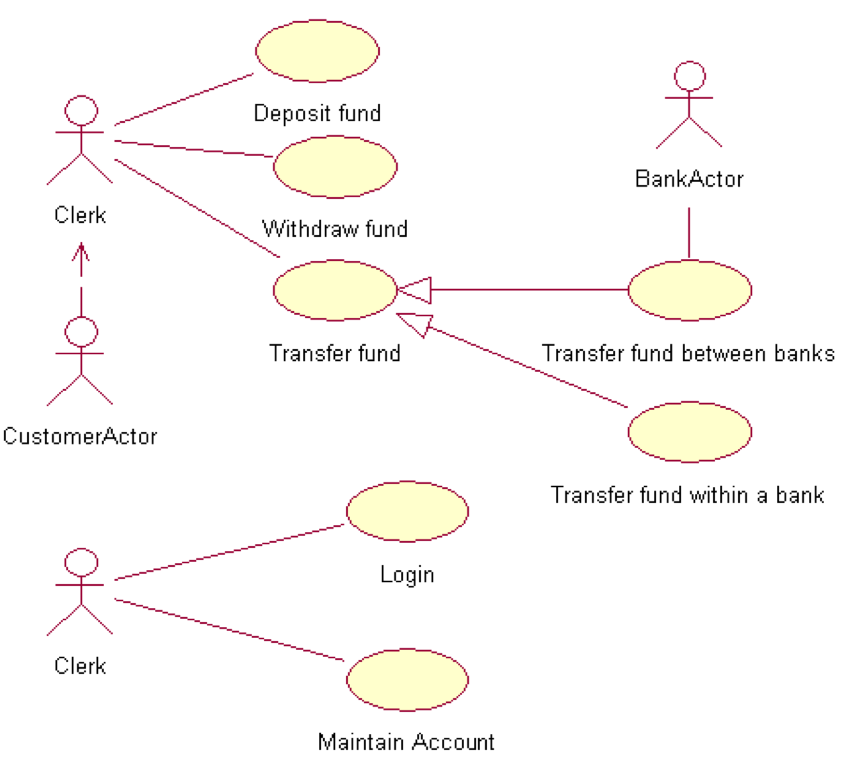 Deposit fund
BankActor
Clerk
Withdraw fund
Transfer fund
Transfer fund between banks
CustomerActor
Transfer fund within a bank
Login
Clerk
Maintain Account